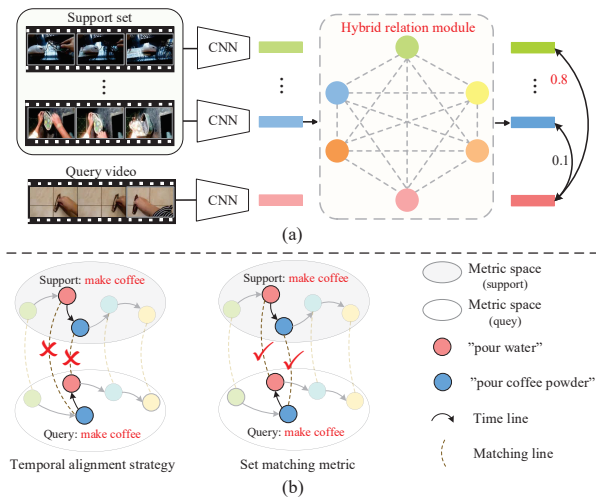 Support set
CNN
Hybrid relation module
...
...
CNN
0.8
0.1
Query video
CNN
(a)
Support: make coffee
Query: make coffee
Temporal alignment strategy
Support: make coffee
Query: make coffee
Set matching metric
Metric space
(support)
Metric space
(quey)
"pour water"
"pour coffee powder"
Time line
Matching line
(b)